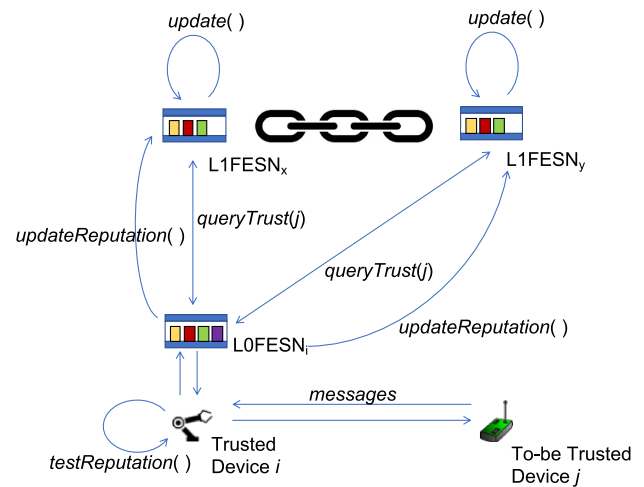 update( )
update( )
L1FESNx
L1FESNy
queryTrust(j)
updateReputation( )
queryTrust(j)
updateReputation( )
L0FESNi
messages
testReputation( )
Trusted
Device i
To-be Trusted
Device j